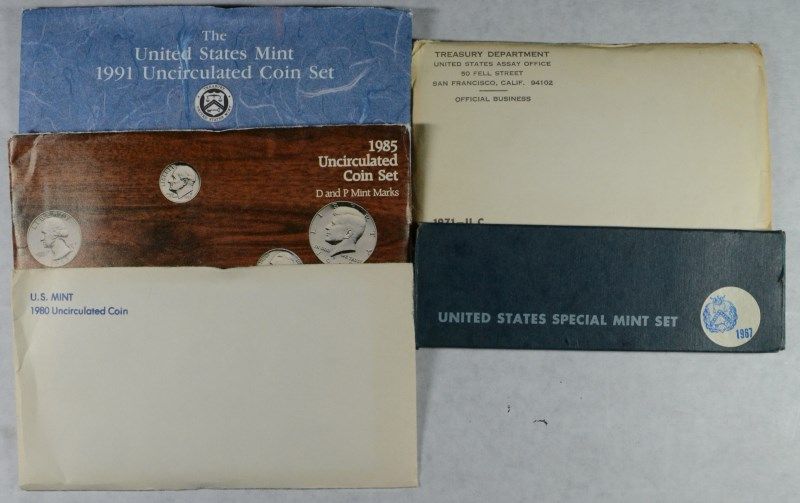 The
United States Mint
1991 Uncirculated Coin Set
1985
Uncirculated
Coin Set
D and P Mint Marks
U.S. MINT
1980 Uncirculated Coin
TREASURY DEPARTMENT
UNITED STATES ASSAY OFFICE
50 FELL STREET
SAN FRANCISCO, CALIF. 94102
OFFICIAL BUSINESS
1971-U.C.
UNITED STATES SPECIAL MINT SET
1967